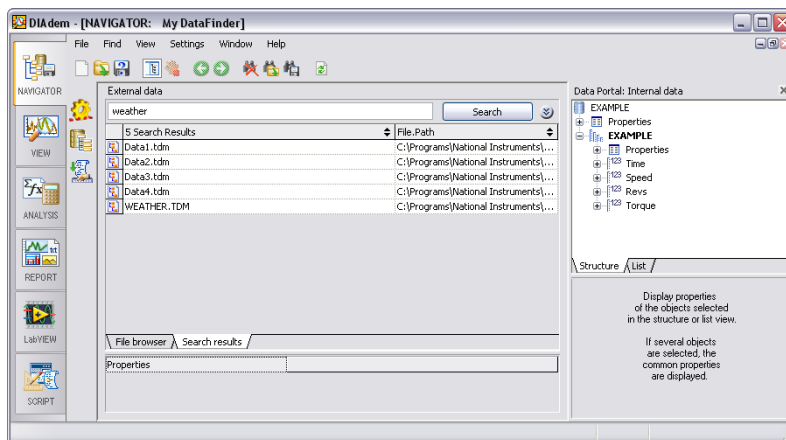 DIAdem - [NAVIGATOR: My DataFinder]
File Find View Settings Window Help
NAVIGATOR
VIEW
ANALYSIS
REPORT
LabVIEW
SCRIPT
External data
weather
Search
5 Search Results File.Path
Data1.tdm C:\Programs\National Instruments\...
Data2.tdm C:\Programs\National Instruments\...
Data3.tdm C:\Programs\National Instruments\...
Data4.tdm C:\Programs\National Instruments\...
WEATHER.TDM C:\Programs\National Instruments\...
File browser Search results
Properties
Data Portal: Internal data
EXAMPLE
Properties
EXAMPLE
Properties
123 Time
123 Speed
123 Revs
123 Torque
Structure List
Display properties
of the objects selected
in the structure or list view.
If several objects
are selected, the
common properties
are displayed.